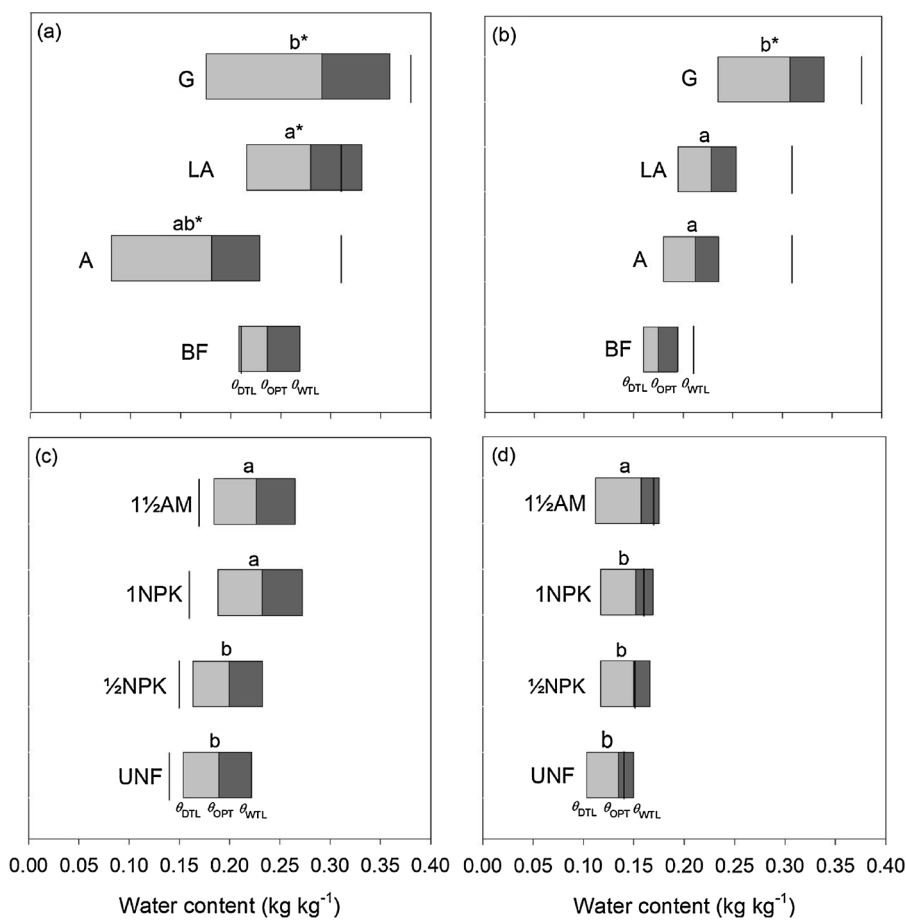 (a)
b*
G
a*
LA
ab*
A
BF
θDTL θOPT θWTL
(b)
b*
G
a
LA
a
A
BF
θDTL θOPT θWTL
0.40
(c)
a
1½AM
a
1NPK
b
½NPK
b
UNF
θDTL θOPT θWTL
0.00 0.05 0.10 0.15 0.20 0.25 0.30 0.35 0.40
Water content (kg kg⁻¹)
(d)
a
1½AM
b
1NPK
b
½NPK
b
UNF
θDTL θOPT θWTL
0.00 0.05 0.10 0.15 0.20 0.25 0.30 0.35 0.40
Water content (kg kg⁻¹)